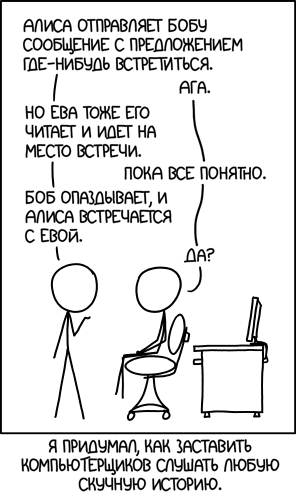 АЛИСА ОТПРАВЛЯЕТ БОБУ
СООБЩЕНИЕ С ПРЕДЛОЖЕНИЕМ
ГДЕ-НИБУДЬ ВСТРЕТИТЬСЯ.
АГА.
НО ЕВА ТОЖЕ ЕГО
ЧИТАЕТ И ИДЕТ НА
МЕСТО ВСТРЕЧИ.
ПОКА ВСЕ ПОНЯТНО.
БОБ ОПАЗДЫВАЕТ, И
АЛИСА ВСТРЕЧАЕТСЯ
С ЕВОЙ.
ДА?
Я ПРИДУМАЛ, КАК ЗАСТАВИТЬ
КОМПЬЮТЕРЩИКОВ СЛУШАТЬ ЛЮБУЮ
СКУЧНУЮ ИСТОРИЮ.